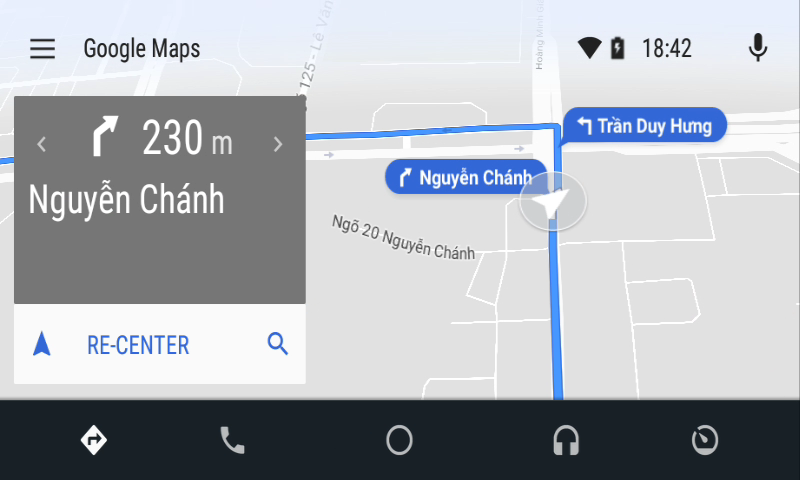 Google Maps
18:42
230 m
Nguyễn Chánh
RE-CENTER
125 - Lê Văn
Hoàng Minh
Trần Duy Hưng
Nguyễn Chánh
Ngõ 20 Nguyễn Chánh